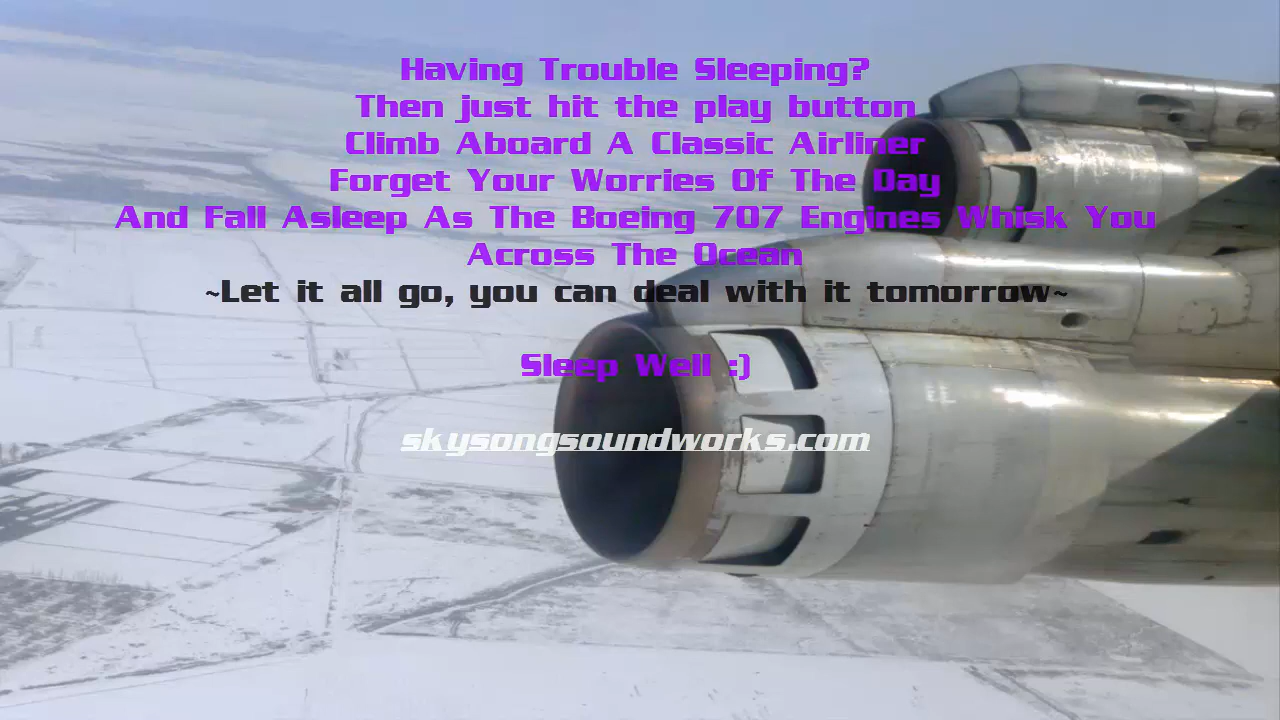 Having Trouble Sleeping?
Then just hit the play button
Climb Aboard A Classic Airliner
Forget Your Worries Of The Day
And Fall Asleep As The Boeing 707 Engines Whisk You
Across The Ocean
~Let it all go, you can deal with it tomorrow~
Sleep Well :)
skysongsoundworks.com